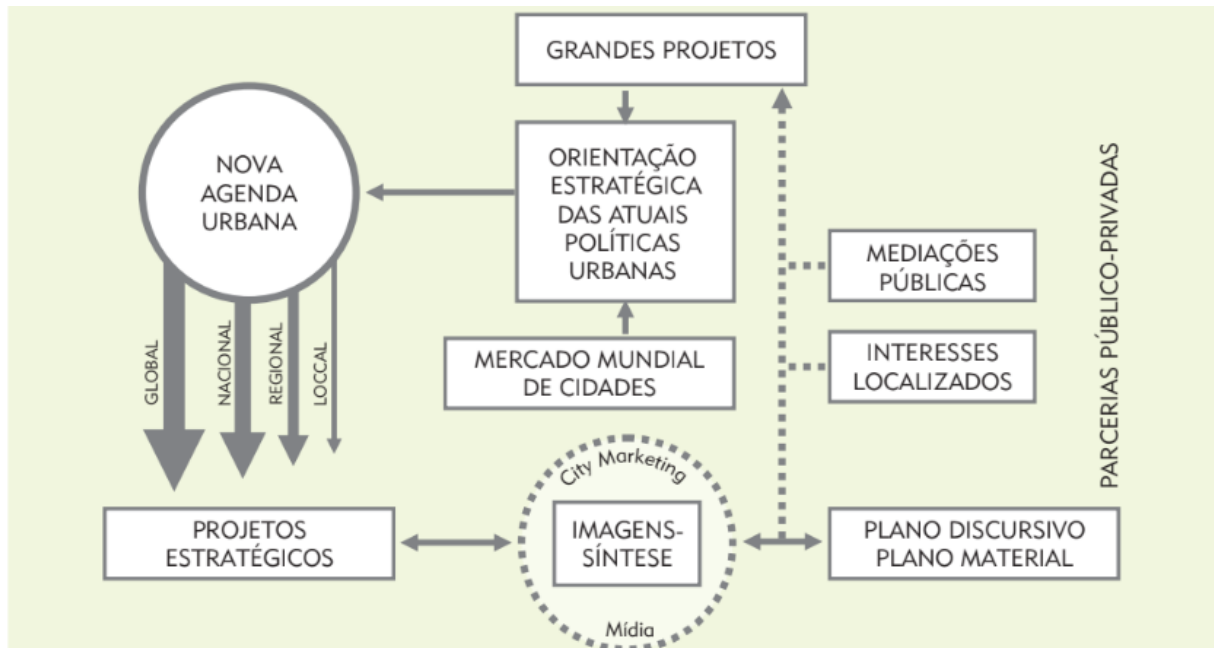 GRANDES PROJETOS
NOVA
AGENDA
URBANA
ORIENTAÇÃO
ESTRATÉGICA
DAS ATUAIS
POLÍTICAS
URBANAS
MEDIAÇÕES
PÚBLICAS
INTERESSES
LOCALIZADOS
PARCERIAS PÚBLICO-PRIVADAS
MERCADO MUNDIAL
DE CIDADES
GLOBAL
NACIONAL
REGIONAL
LOCCAL
PROJETOS
ESTRATÉGICOS
City Marketing
IMAGENS-
SÍNTESE
Mídia
PLANO DISCURSIVO
PLANO MATERIAL